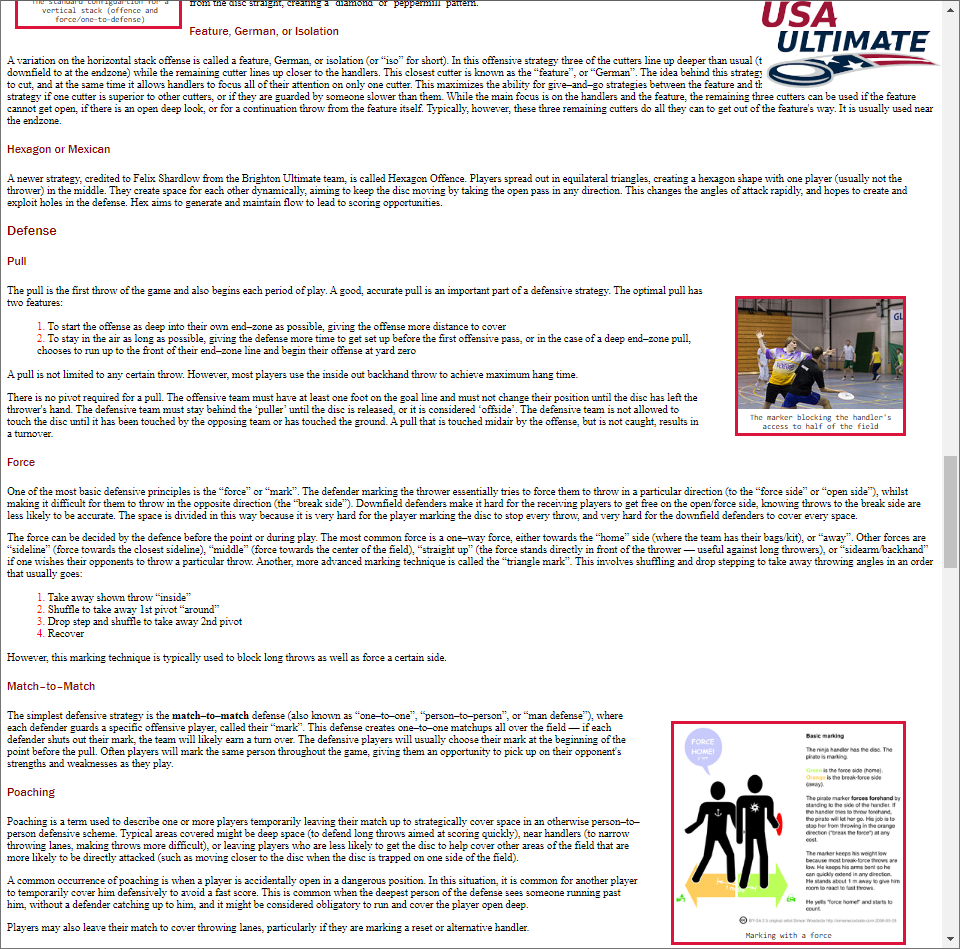 The standard configuration for a
vertical stack (offence and
force/one-to-defense)
from the disc straight, creating a "diamond" or "peppermill" pattern.
USA
ULTIMATE
Feature, German, or Isolation
A variation on the horizontal stack offense is called a feature, German, or isolation (or “iso” for short). In this offensive strategy three of the cutters line up deeper than usual (t
downfield to at the endzone) while the remaining cutter lines up closer to the handlers. This closest cutter is known as the “feature”, or “German”. The idea behind this strategy
to cut, and at the same time it allows handlers to focus all of their attention on only one cutter. This maximizes the ability for give–and–go strategies between the feature and th
strategy if one cutter is superior to other cutters, or if they are guarded by someone slower than them. While the main focus is on the handlers and the feature, the remaining three cutters can be used if the feature
cannot get open, if there is an open deep look, or for a continuation throw from the feature itself. Typically, however, these three remaining cutters do all they can to get out of the feature's way. It is usually used near
the endzone.
Hexagon or Mexican
A newer strategy, credited to Felix Shardlow from the Brighton Ultimate team, is called Hexagon Offence. Players spread out in equilateral triangles, creating a hexagon shape with one player (usually not the
thrower) in the middle. They create space for each other dynamically, aiming to keep the disc moving by taking the open pass in any direction. This changes the angles of attack rapidly, and hopes to create and
exploit holes in the defense. Hex aims to generate and maintain flow to lead to scoring opportunities.
Defense
Pull
The pull is the first throw of the game and also begins each period of play. A good, accurate pull is an important part of a defensive strategy. The optimal pull has
two features:
1. To start the offense as deep into their own end–zone as possible, giving the offense more distance to cover
2. To stay in the air as long as possible, giving the defense more time to get set up before the first offensive pass, or in the case of a deep end–zone pull,
chooses to run up to the front of their end–zone line and begin their offense at yard zero
A pull is not limited to any certain throw. However, most players use the inside out backhand throw to achieve maximum hang time.
There is no pivot required for a pull. The offensive team must have at least one foot on the goal line and must not change their position until the disc has left the
thrower's hand. The defensive team must stay behind the ‘puller’ until the disc is released, or it is considered ‘offside’. The defensive team is not allowed to
touch the disc until it has been touched by the opposing team or has touched the ground. A pull that is touched midair by the offense, but is not caught, results in
a turnover.
GL
The marker blocking the handler's
access to half of the field
Force
One of the most basic defensive principles is the “force” or “mark”. The defender marking the thrower essentially tries to force them to throw in a particular direction (to the “force side” or “open side”), whilst
making it difficult for them to throw in the opposite direction (the “break side”). Downfield defenders make it hard for the receiving players to get free on the open/force side, knowing throws to the break side are
less likely to be accurate. The space is divided in this way because it is very hard for the player marking the disc to stop every throw, and very hard for the downfield defenders to cover every space.
The force can be decided by the defence before the point or during play. The most common force is a one–way force, either towards the “home” side (where the team has their bags/kit), or “away”. Other forces are
“sideline” (force towards the closest sideline), “middle” (force towards the center of the field), “straight up” (the force stands directly in front of the thrower — useful against long throwers), or “sidearm/backhand”
if one wishes their opponents to throw a particular throw. Another, more advanced marking technique is called the “triangle mark”. This involves shuffling and drop stepping to take away throwing angles in an order
that usually goes:
1. Take away shown throw “inside”
2. Shuffle to take away 1st pivot “around”
3. Drop step and shuffle to take away 2nd pivot
4. Recover
However, this marking technique is typically used to block long throws as well as force a certain side.
Match–to–Match
The simplest defensive strategy is the match–to–match defense (also known as “one–to–one”, “person–to–person”, or “man defense”), where
each defender guards a specific offensive player, called their “mark”. This defense creates one–to–one matchups all over the field — if each
defender shuts out their mark, the team will likely earn a turn over. The defensive players will usually choose their mark at the beginning of the
point before the pull. Often players will mark the same person throughout the game, giving them an opportunity to pick up on their opponent's
strengths and weaknesses as they play.
Poaching
Poaching is a term used to describe one or more players temporarily leaving their match up to strategically cover space in an otherwise person–to–
person defensive scheme. Typical areas covered might be deep space (to defend long throws aimed at scoring quickly), near handlers (to narrow
throwing lanes, making throws more difficult), or leaving players who are less likely to get the disc to help cover other areas of the field that are
more likely to be directly attacked (such as moving closer to the disc when the disc is trapped on one side of the field).
A common occurrence of poaching is when a player is accidentally open in a dangerous position. In this situation, it is common for another player
to temporarily cover him defensively to avoid a fast score. This is common when the deepest person of the defense sees someone running past
him, without a defender catching up to him, and it might be considered obligatory to run and cover the player open deep.
Players may also leave their match to cover throwing lanes, particularly if they are marking a reset or alternative handler.
FORCE
HOME!
Basic marking
The ninja handler has the disc. The
pirate is marking.
Green is the force side (home).
Orange is the break-force side
(away).
The pirate marker forces forehand by
standing to the side of the handler. If
the handler tries to throw forehand,
the pirate will let her go. His job is to
stop her from throwing in the orange
direction ("break the force") at any
cost.
The marker keeps his weight
low because most break-force throws are
low. He keeps his arms bent so he
can quickly extend in any direction.
He stands about 1 m away to give him
room to react to fast throws.
He yells "force home!" and starts to
count.
Marking with a force